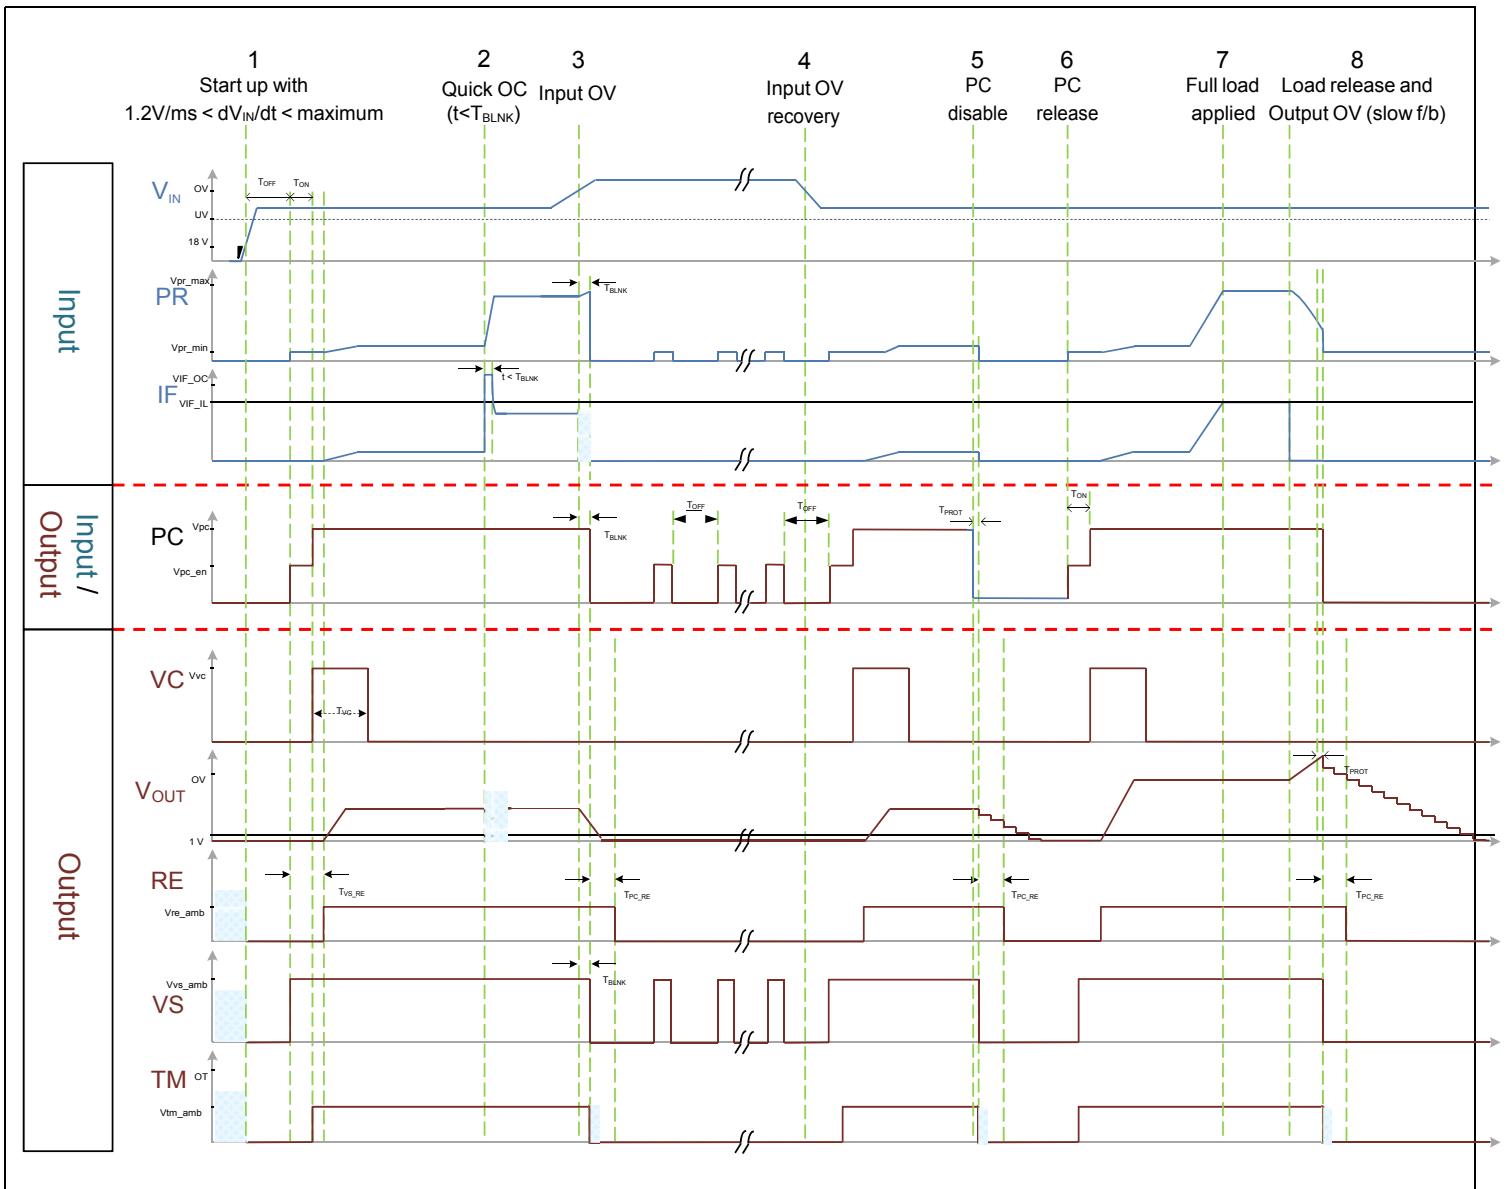 1
Start up with
1.2V/ms < dVIN/dt < maximum
2
Quick OC
(t<TBLNK)
3
Input OV
4
Input OV
recovery
5
PC
disable
6
PC
release
7
Full load
applied
8
Load release and
Output OV (slow f/b)
Input
VIN
OV
UV
18 V
TOFF
TON
PR
Vpr_max
Vpr_min
TBLNK
IF
VIF_OC
VIF_IL
t < TBLNK
Input /
Output
PC
Vpc
Vpc_en
TBLNK
TOFF
TOFF
TPROT
TON
Output
VC
Vvc
TVC
VOUT
OV
1 V
TPROT
RE
Vre_amb
TVS_RE
TPC_RE
TPC_RE
TPC_RE
VS
Vvs_amb
TBLNK
TM
OT
Vtm_amb